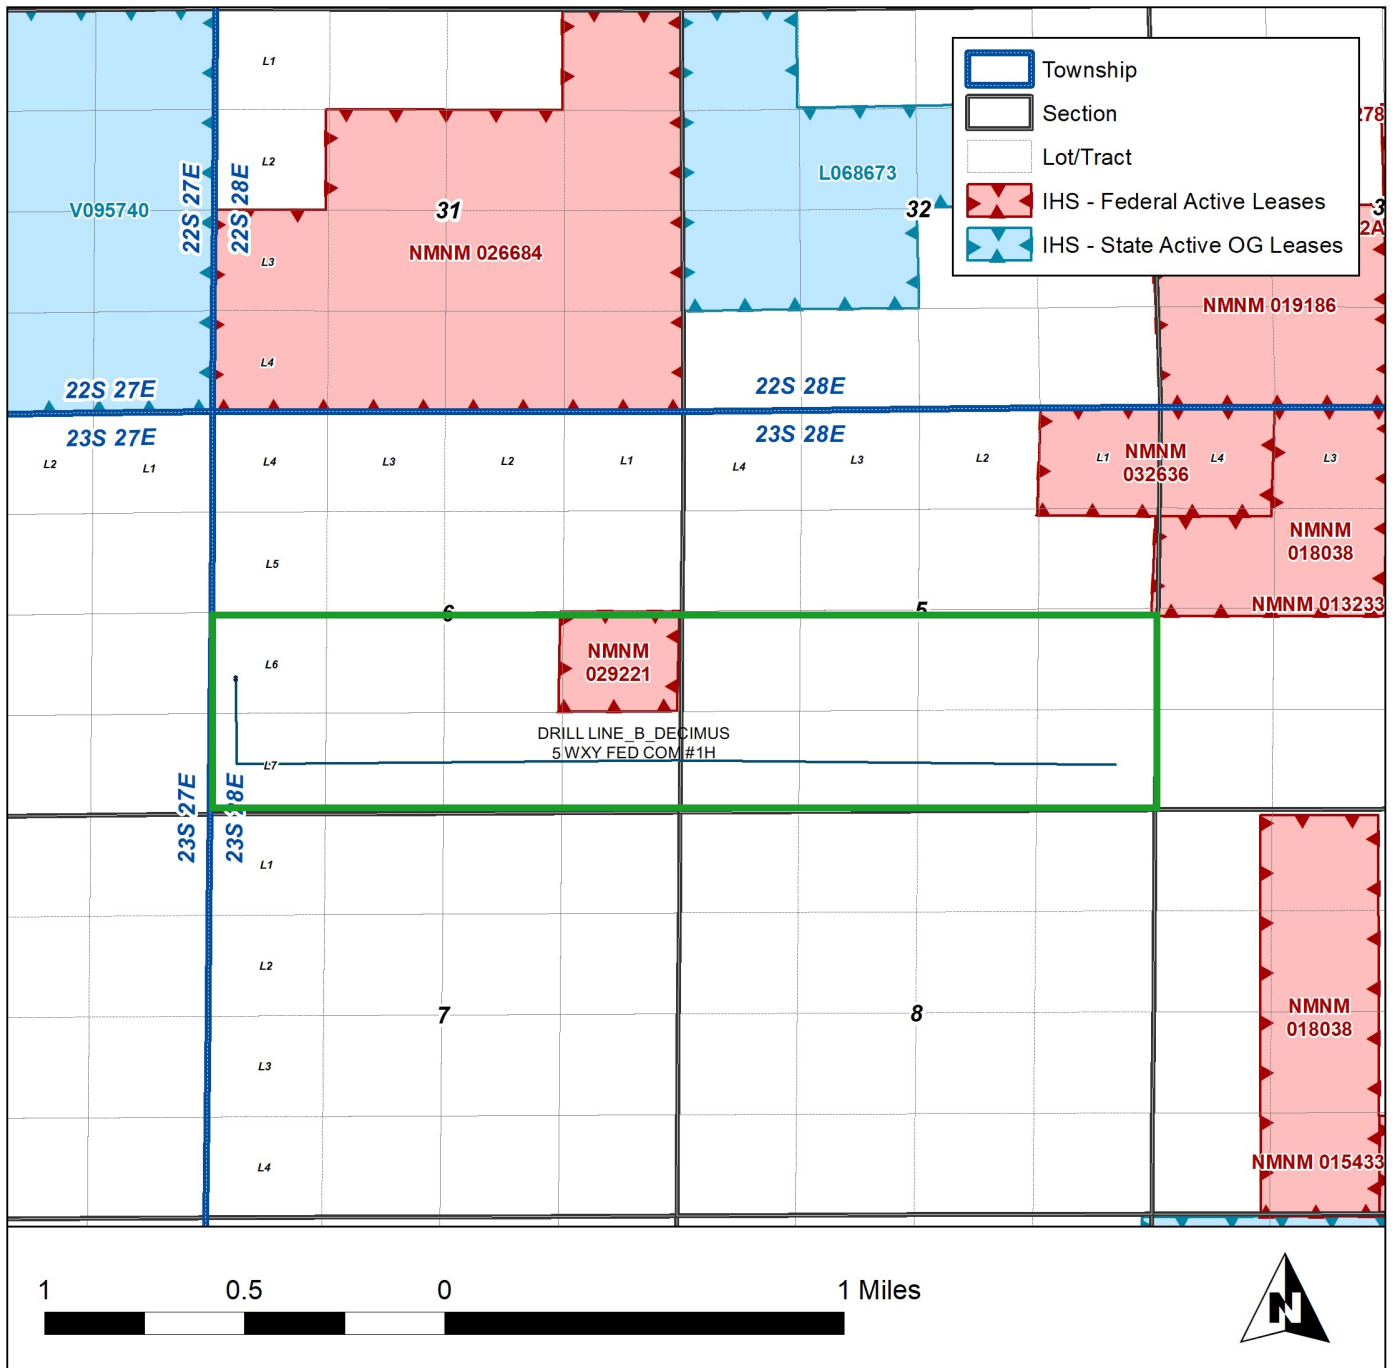 L1
Township
Section
278
L2
Lot/Tract
L068673
22S 27E
22S 28E
V095740
31
32
IHS - Federal Active Leases
3
2A
NMNM 026684
IHS - State Active OG Leases
L3
NMNM 019186
L4
22S 27E
22S 28E
23S 27E
23S 28E
L2
L1
L4
L3
L2
L1
L4
L3
L2
L1
NMNM
032636
L4
L3
NMNM
018038
L5
NMNM 013233
6
5
NMNM
029221
L6
DRILL LINE_B_DECIMUS
5 WXY FED COM #1H
L7
23S 27E
23S 28E
L1
L2
7
8
NMNM
018038
L3
L4
NMNM 015433
1
0.5
0
1 Miles
N